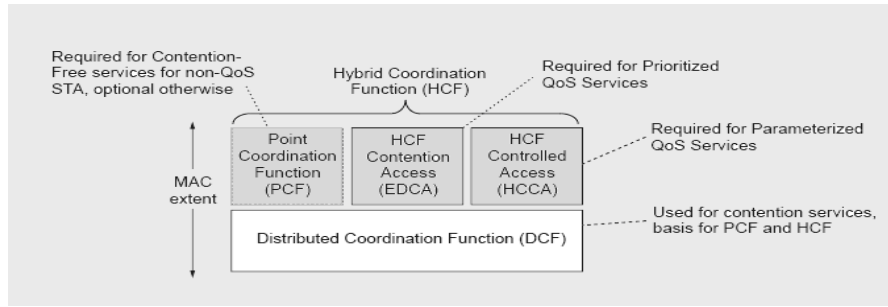 Required for Contention-
Free services for non-QoS
STA, optional otherwise
Hybrid Coordination
Function (HCF)
Required for Prioritized
QoS Services
MAC
extent
Point
Coordination
Function
(PCF)
HCF
Contention
Access
(EDCA)
HCF
Controlled
Access
(HCCA)
Required for Parameterized
QoS Services
Distributed Coordination Function (DCF)
Used for contention services,
basis for PCF and HCF